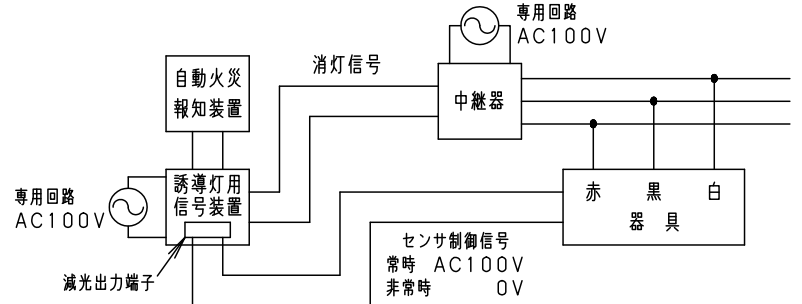 専用回路
AC100V
消灯信号
自動火災
報知装置
中継器
誘導灯用
信号装置
専用回路
AC100V
赤 黒 白
器具
センサ制御信号
常時 AC100V
非常時 0V
減光出力端子